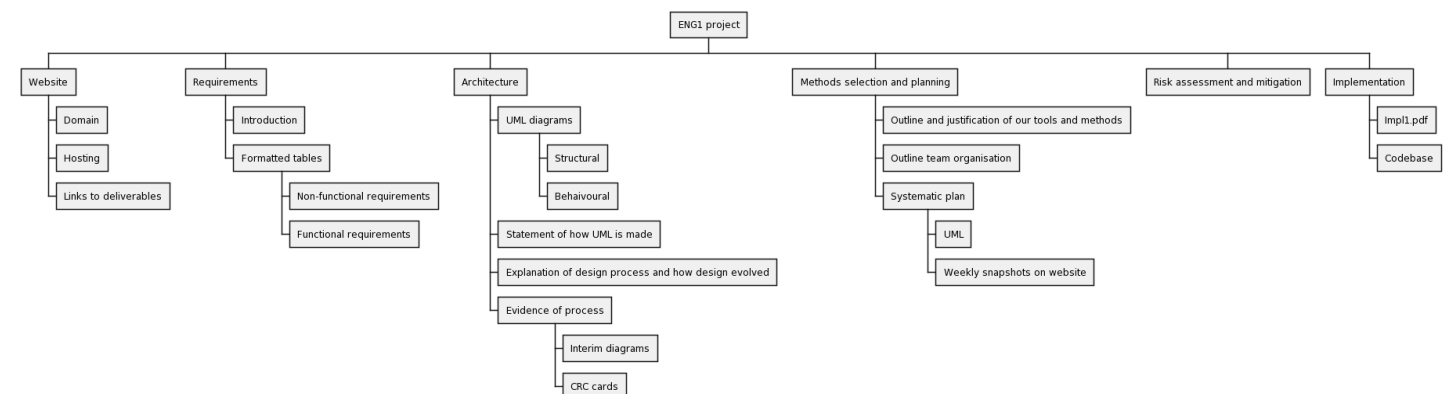 ENG1 project
Website
Domain
Hosting
Links to deliverables
Requirements
Introduction
Formatted tables
Non-functional requirements
Functional requirements
Architecture
UML diagrams
Structural
Behaivoural
Statement of how UML is made
Explanation of design process and how design evolved
Evidence of process
Interim diagrams
CRC cards
Methods selection and planning
Outline and justification of our tools and methods
Outline team organisation
Systematic plan
UML
Weekly snapshots on website
Risk assessment and mitigation
Implementation
Impl1.pdf
Codebase